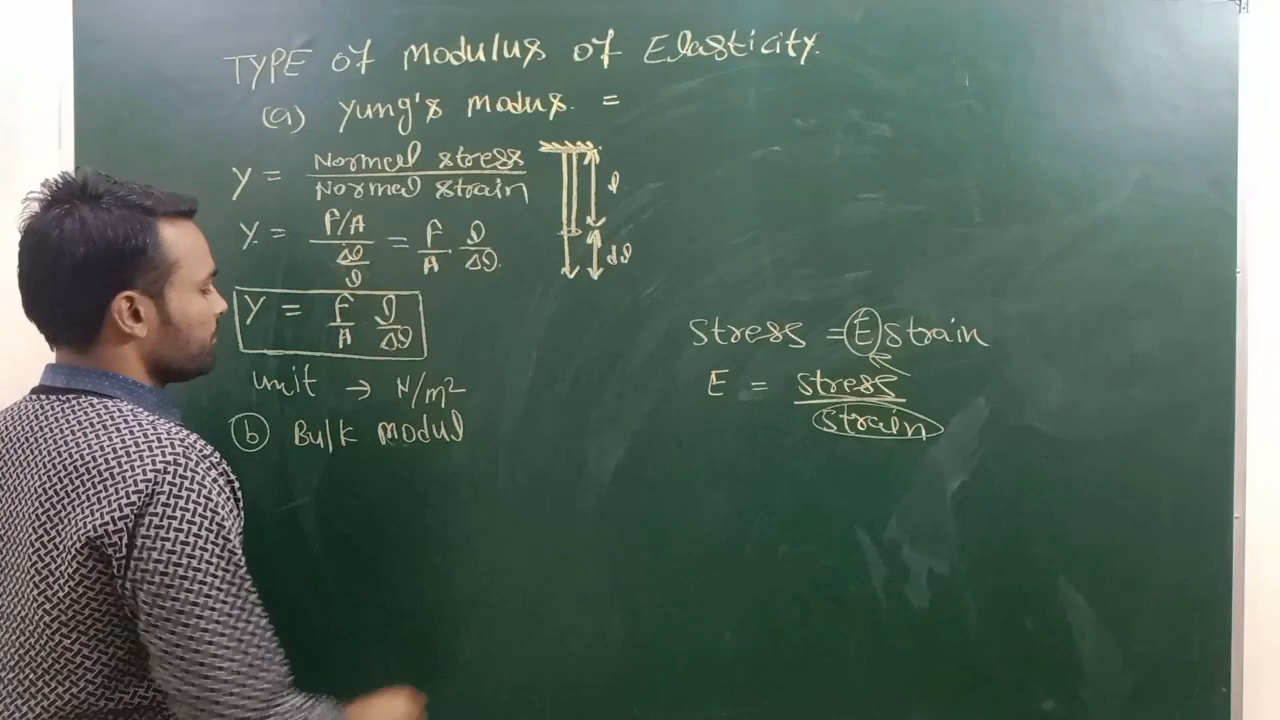 TYPE of modulus of Elasticity.
(a) Yung's modus. =
Y = Normal stress / Normal strain
Y = F/A / Δl/l = F/A l/Δl
l
dl
Y = F/A l/Δl
unit → N/m²
(b) Bulk modul
stress = E strain
E = stress / strain